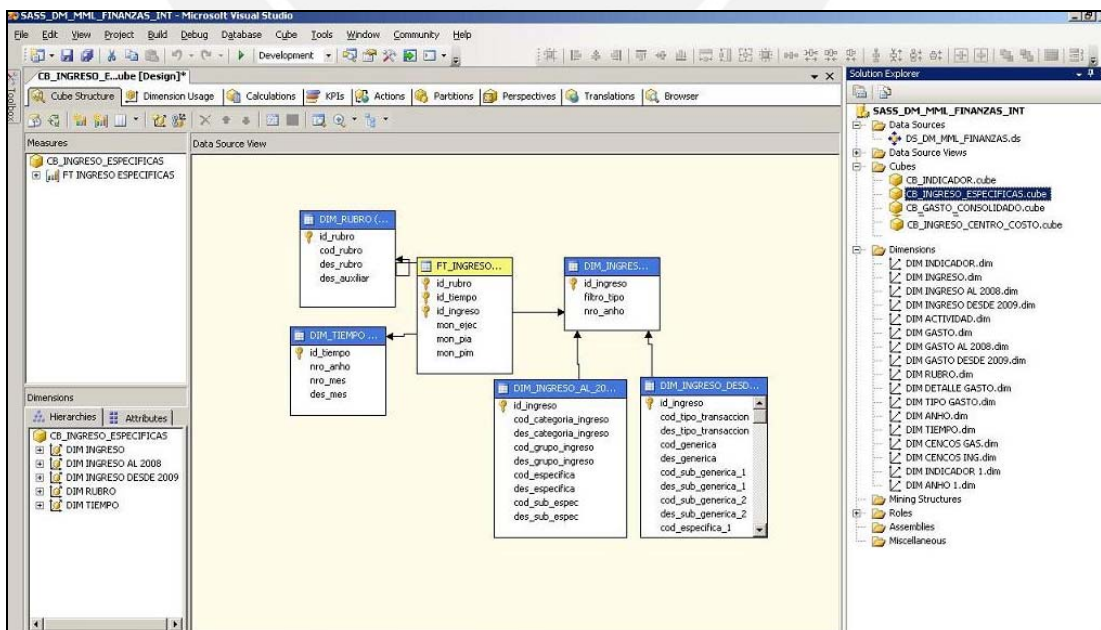 SASS_DM_MML_FINANZAS_INT - Microsoft Visual Studio
File Edit View Project Build Debug Database Cube Tools Window Community Help
Development
CB_INGRESO_E...ube [Design]*
Cube Structure Dimension Usage Calculations KPIs Actions Partitions Perspectives Translations Browser
Toolbox
Measures
CB_INGRESO_ESPECIFICAS
FT INGRESO ESPECIFICAS
Dimensions
Hierarchies Attributes
CB_INGRESO_ESPECIFICAS
DIM INGRESO
DIM INGRESO AL 2008
DIM INGRESO DESDE 2009
DIM RUBRO
DIM TIEMPO
Data Source View
DIM_RUBRO (...
id_rubro
cod_rubro
des_rubro
des_auxiliar
FT_INGRESO...
id_rubro
id_tiempo
id_ingreso
mon_ejec
mon_pia
mon_pim
DIM_INGRES...
id_ingreso
filtro_tipo
nro_anho
DIM_TIEMPO ...
id_tiempo
nro_anho
nro_mes
des_mes
DIM_INGRESO_AL_20...
id_ingreso
cod_categoria_ingreso
des_categoria_ingreso
cod_grupo_ingreso
des_grupo_ingreso
cod_especifica
des_especifica
cod_sub_espec
des_sub_espec
DIM_INGRESO_DESD...
id_ingreso
cod_tipo_transaccion
des_tipo_transaccion
cod_generica
des_generica
cod_sub_generica_1
des_sub_generica_1
cod_sub_generica_2
des_sub_generica_2
cod_especifica_1
Solution Explorer
SASS_DM_MML_FINANZAS_INT
Data Sources
DS_DM_MML_FINANZAS.ds
Data Source Views
Cubes
CB_INDICADOR.cube
CB_INGRESO_ESPECIFICAS.cube
CB_GASTO_CONSOLIDADO.cube
CB_INGRESO_CENTRO_COSTO.cube
Dimensions
DIM INDICADOR.dim
DIM INGRESO.dim
DIM INGRESO AL 2008.dim
DIM INGRESO DESDE 2009.dim
DIM ACTIVIDAD.dim
DIM GASTO.dim
DIM GASTO AL 2008.dim
DIM GASTO DESDE 2009.dim
DIM RUBRO.dim
DIM DETALLE GASTO.dim
DIM TIPO GASTO.dim
DIM ANHO.dim
DIM TIEMPO.dim
DIM CENCOS GAS.dim
DIM CENCOS ING.dim
DIM INDICADOR 1.dim
DIM ANHO 1.dim
Mining Structures
Roles
Assemblies
Miscellaneous